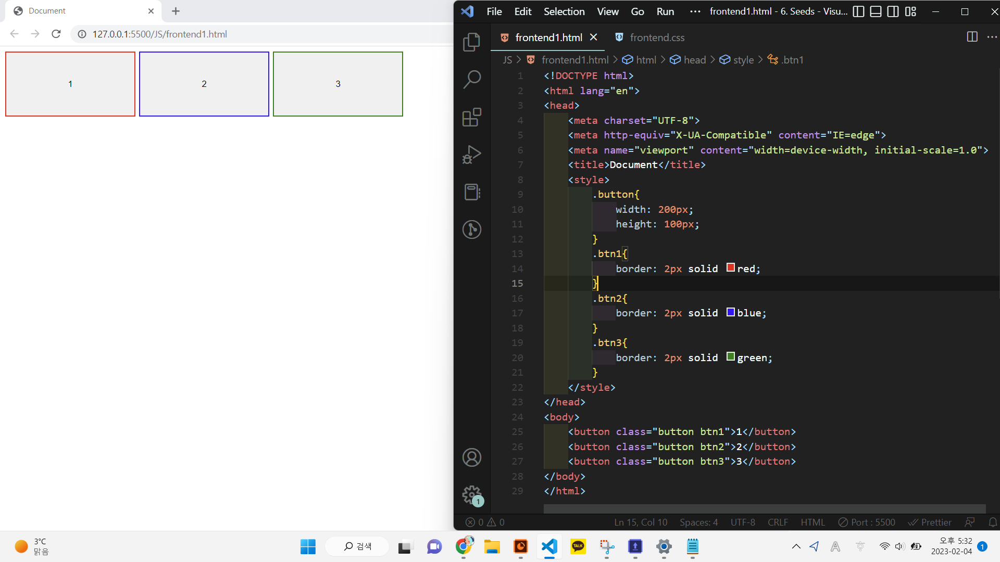 Document
127.0.0.1:5500/JS/frontend1.html
1
2
3
File Edit Selection View Go Run ··· frontend1.html - 6. Seeds - Visu...
frontend1.html
frontend.css
JS > frontend1.html > html > head > style > .btn1
1 <!DOCTYPE html>
2 <html lang="en">
3 <head>
4 <meta charset="UTF-8">
5 <meta http-equiv="X-UA-Compatible" content="IE=edge">
6 <meta name="viewport" content="width=device-width, initial-scale=1.0">
7 <title>Document</title>
8 <style>
9 .button{
10 width: 200px;
11 height: 100px;
12 }
13 .btn1{
14 border: 2px solid red;
15 }
16 .btn2{
17 border: 2px solid blue;
18 }
19 .btn3{
20 border: 2px solid green;
21 }
22 </style>
23 </head>
24 <body>
25 <button class="button btn1">1</button>
26 <button class="button btn2">2</button>
27 <button class="button btn3">3</button>
28 </body>
29 </html>
1
0 0 Ln 15, Col 10 Spaces: 4 UTF-8 CRLF HTML Port : 5500 Prettier
3°C
맑음
검색
TALK
A
오후 5:32
2023-02-04
1